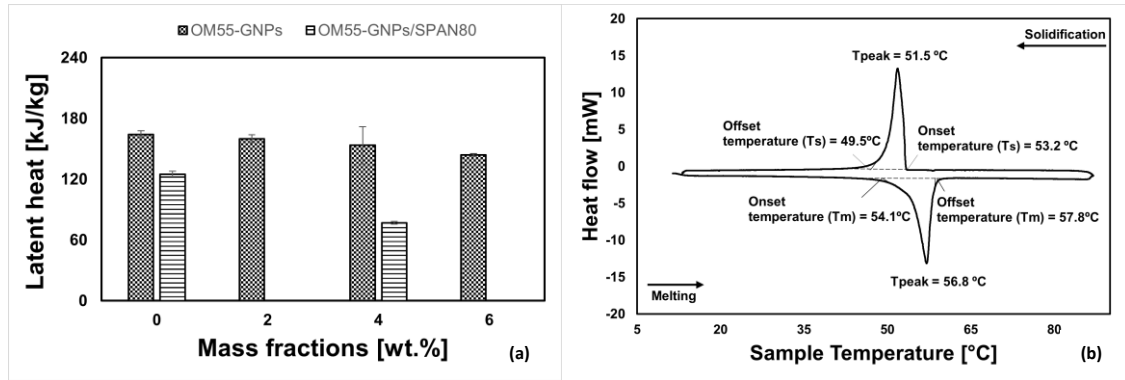 OM55-GNPs OM55-GNPs/SPAN80
240
180
120
60
0
Latent heat [kJ/kg]
0 2 4 6
Mass fractions [wt.%] (a)
20
15
10
5
0
-5
-10
-15
-20
Heat flow [mW]
Solidification
Tpeak = 51.5 ºC
Offset
temperature (Ts) = 49.5ºC
Onset
temperature (Ts) = 53.2 ºC
Onset
temperature (Tm) = 54.1ºC
Offset
temperature (Tm) = 57.8ºC
Tpeak = 56.8 ºC
Melting
5 20 35 50 65 80
Sample Temperature [°C] (b)